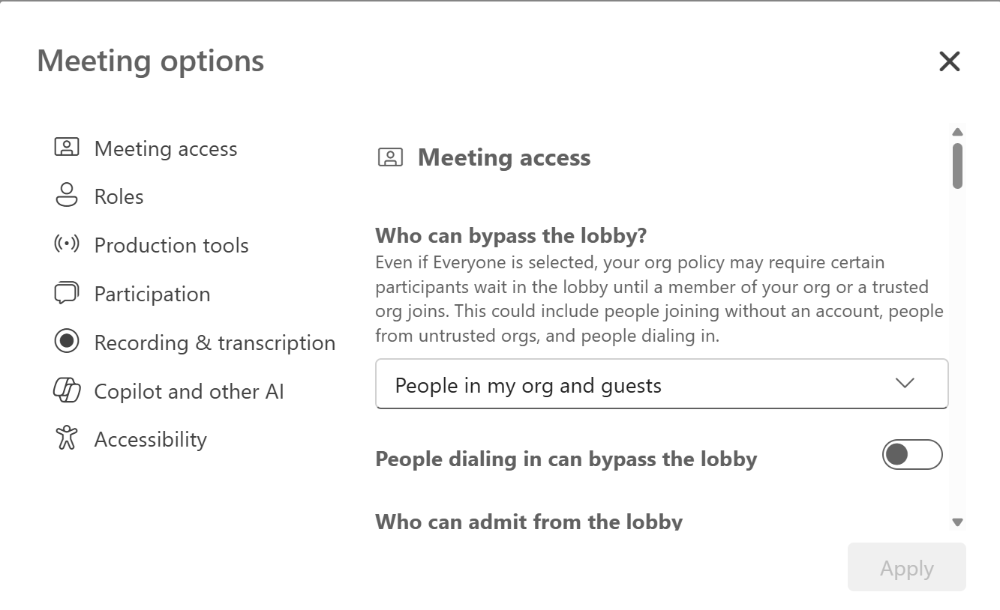 Meeting options
Meeting access
Roles
Production tools
Participation
Recording & transcription
Copilot and other AI
Accessibility
Meeting access
Who can bypass the lobby?
Even if Everyone is selected, your org policy may require certain
participants wait in the lobby until a member of your org or a trusted
org joins. This could include people joining without an account, people
from untrusted orgs, and people dialing in.
People in my org and guests
People dialing in can bypass the lobby
Who can admit from the lobby
Apply